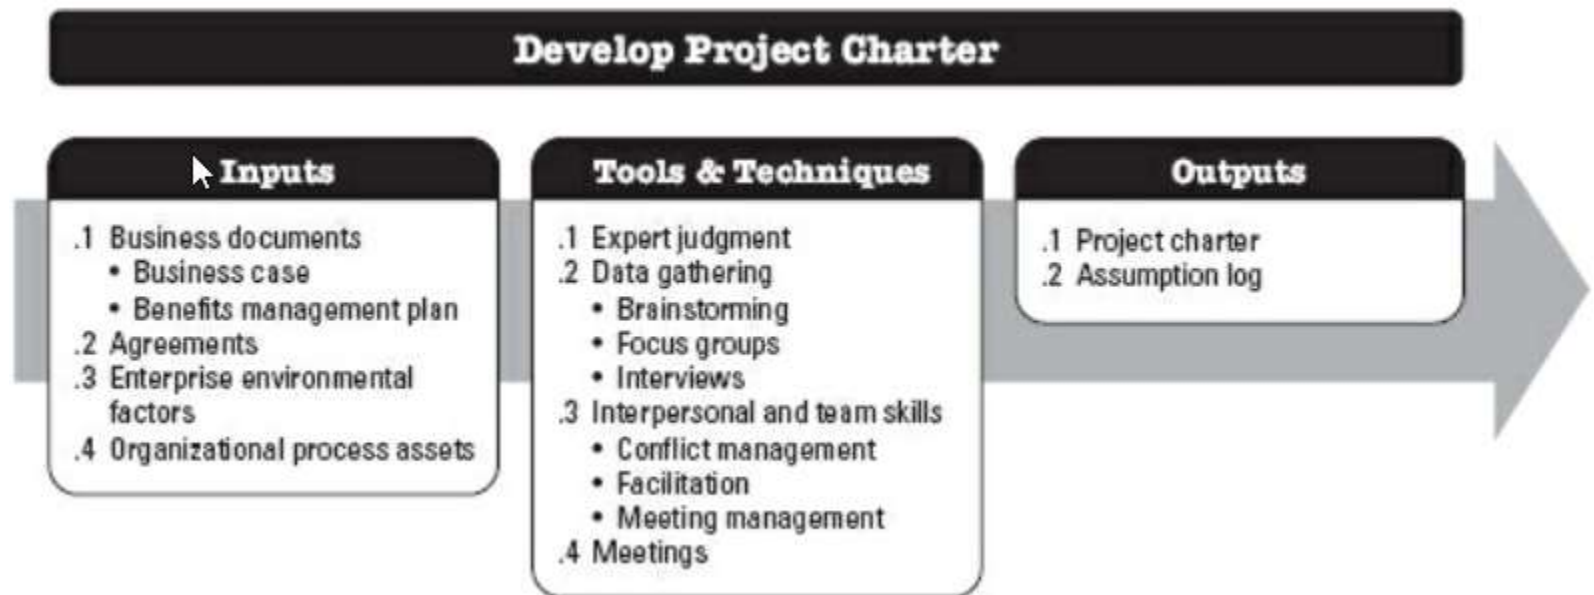 Develop Project Charter
Inputs
.1 Business documents
• Business case
• Benefits management plan
.2 Agreements
.3 Enterprise environmental
factors
.4 Organizational process assets
Tools & Techniques
.1 Expert judgment
.2 Data gathering
• Brainstorming
• Focus groups
• Interviews
.3 Interpersonal and team skills
• Conflict management
• Facilitation
• Meeting management
.4 Meetings
Outputs
.1 Project charter
.2 Assumption log